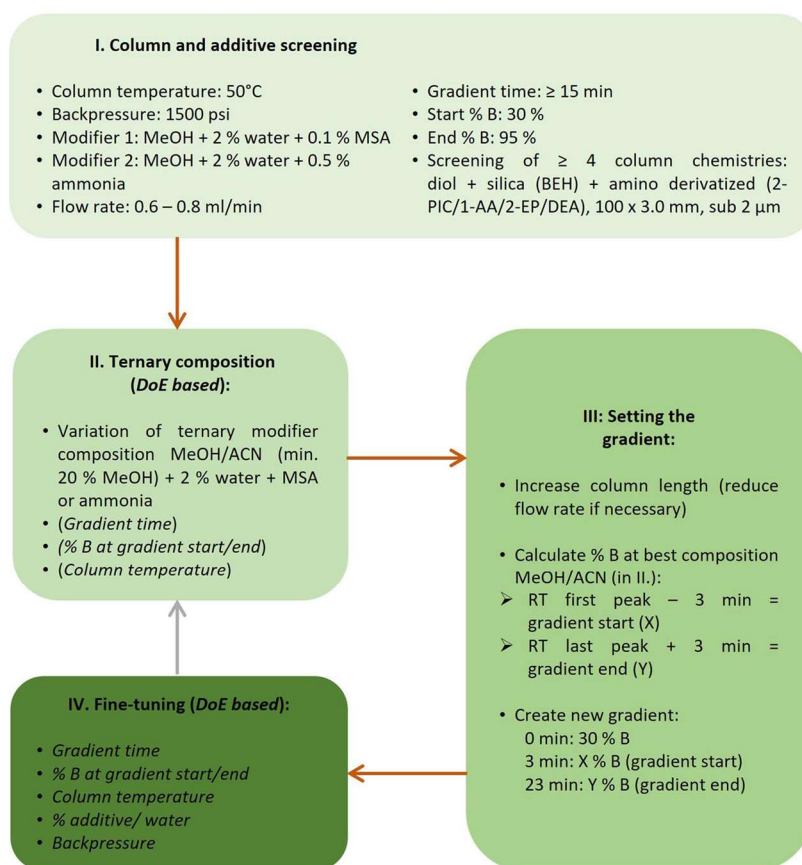 I. Column and additive screening
• Column temperature: 50°C
• Backpressure: 1500 psi
• Modifier 1: MeOH + 2 % water + 0.1 % MSA
• Modifier 2: MeOH + 2 % water + 0.5 %
ammonia
• Flow rate: 0.6 – 0.8 ml/min
• Gradient time: ≥ 15 min
• Start % B: 30 %
• End % B: 95 %
• Screening of ≥ 4 column chemistries:
diol + silica (BEH) + amino derivatized (2-
PIC/1-AA/2-EP/DEA), 100 x 3.0 mm, sub 2 µm
II. Ternary composition
(DoE based):
• Variation of ternary modifier
composition MeOH/ACN (min.
20 % MeOH) + 2 % water + MSA
or ammonia
• (Gradient time)
• (% B at gradient start/end)
• (Column temperature)
III: Setting the
gradient:
• Increase column length (reduce
flow rate if necessary)
• Calculate % B at best composition
MeOH/ACN (in II.):
➢ RT first peak – 3 min =
gradient start (X)
➢ RT last peak + 3 min =
gradient end (Y)
• Create new gradient:
0 min: 30 % B
3 min: X % B (gradient start)
23 min: Y % B (gradient end)
IV. Fine-tuning (DoE based):
• Gradient time
• % B at gradient start/end
• Column temperature
• % additive/ water
• Backpressure